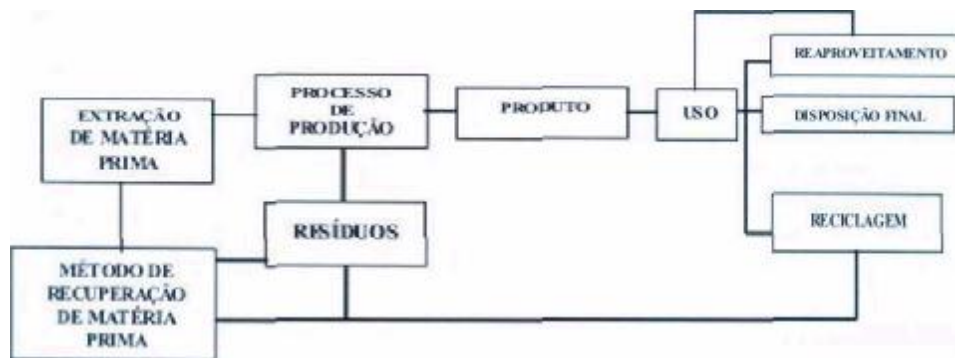 REAPROVEITAMENTO
PROCESSO
DE
PRODUÇÃO
PRODUTO
USO
DISPOSIÇÃO FINAL
EXTRAÇÃO
DE MATÉRIA
PRIMA
RESÍDUOS
RECICLAGEM
MÉTODO DE
RECUPERAÇÃO
DE MATÉRIA
PRIMA